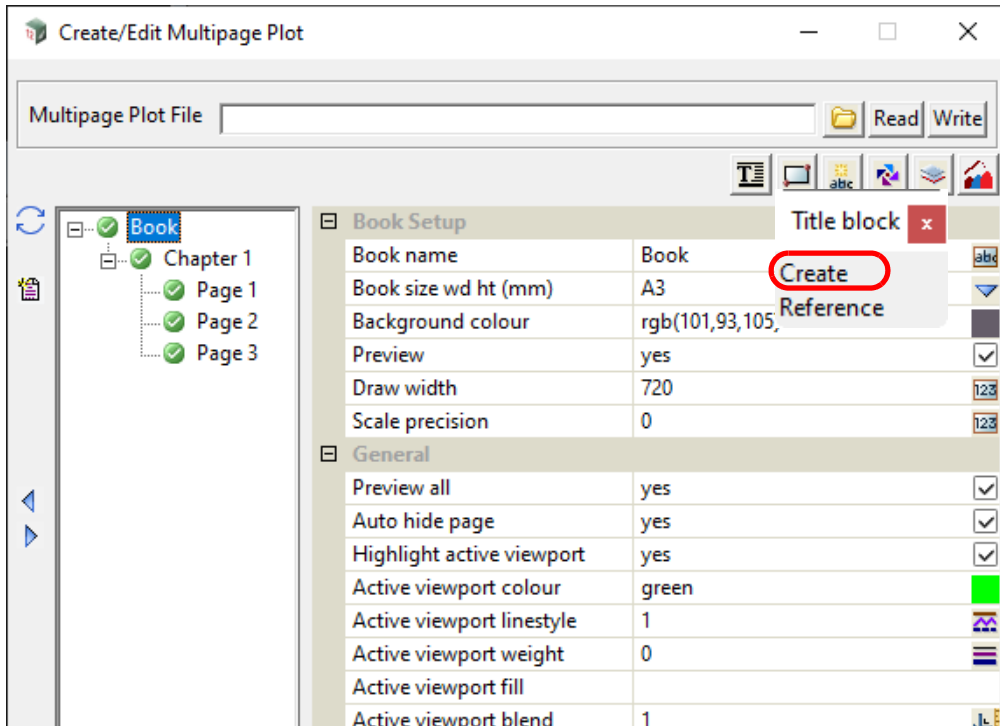 Create/Edit Multipage Plot
Multipage Plot File Read Write
abc
Title block x
Create
Reference
Book
Chapter 1
Page 1
Page 2
Page 3
Book Setup
Book name Book abc
Book size wd ht (mm) A3
Background colour rgb(101,93,105,
Preview yes
Draw width 720 123
Scale precision 0 123
General
Preview all yes
Auto hide page yes
Highlight active viewport yes
Active viewport colour green
Active viewport linestyle 1
Active viewport weight 0
Active viewport fill
Active viewport blend 1